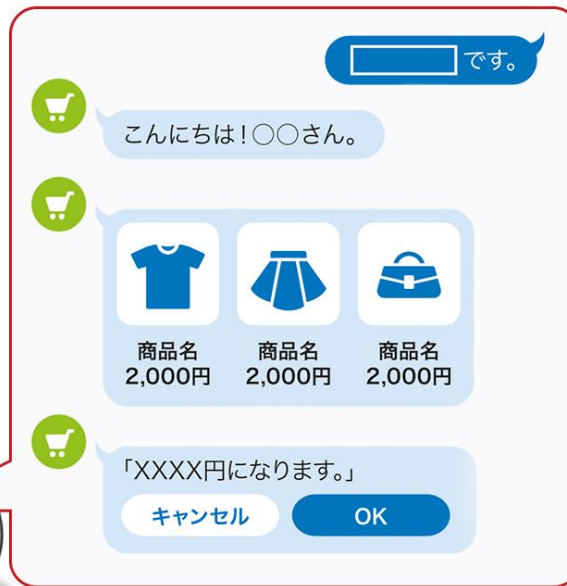 です。
こんにちは!○○さん。
商品名
2,000円
商品名
2,000円
商品名
2,000円
「XXXX円になります。」
キャンセル
OK